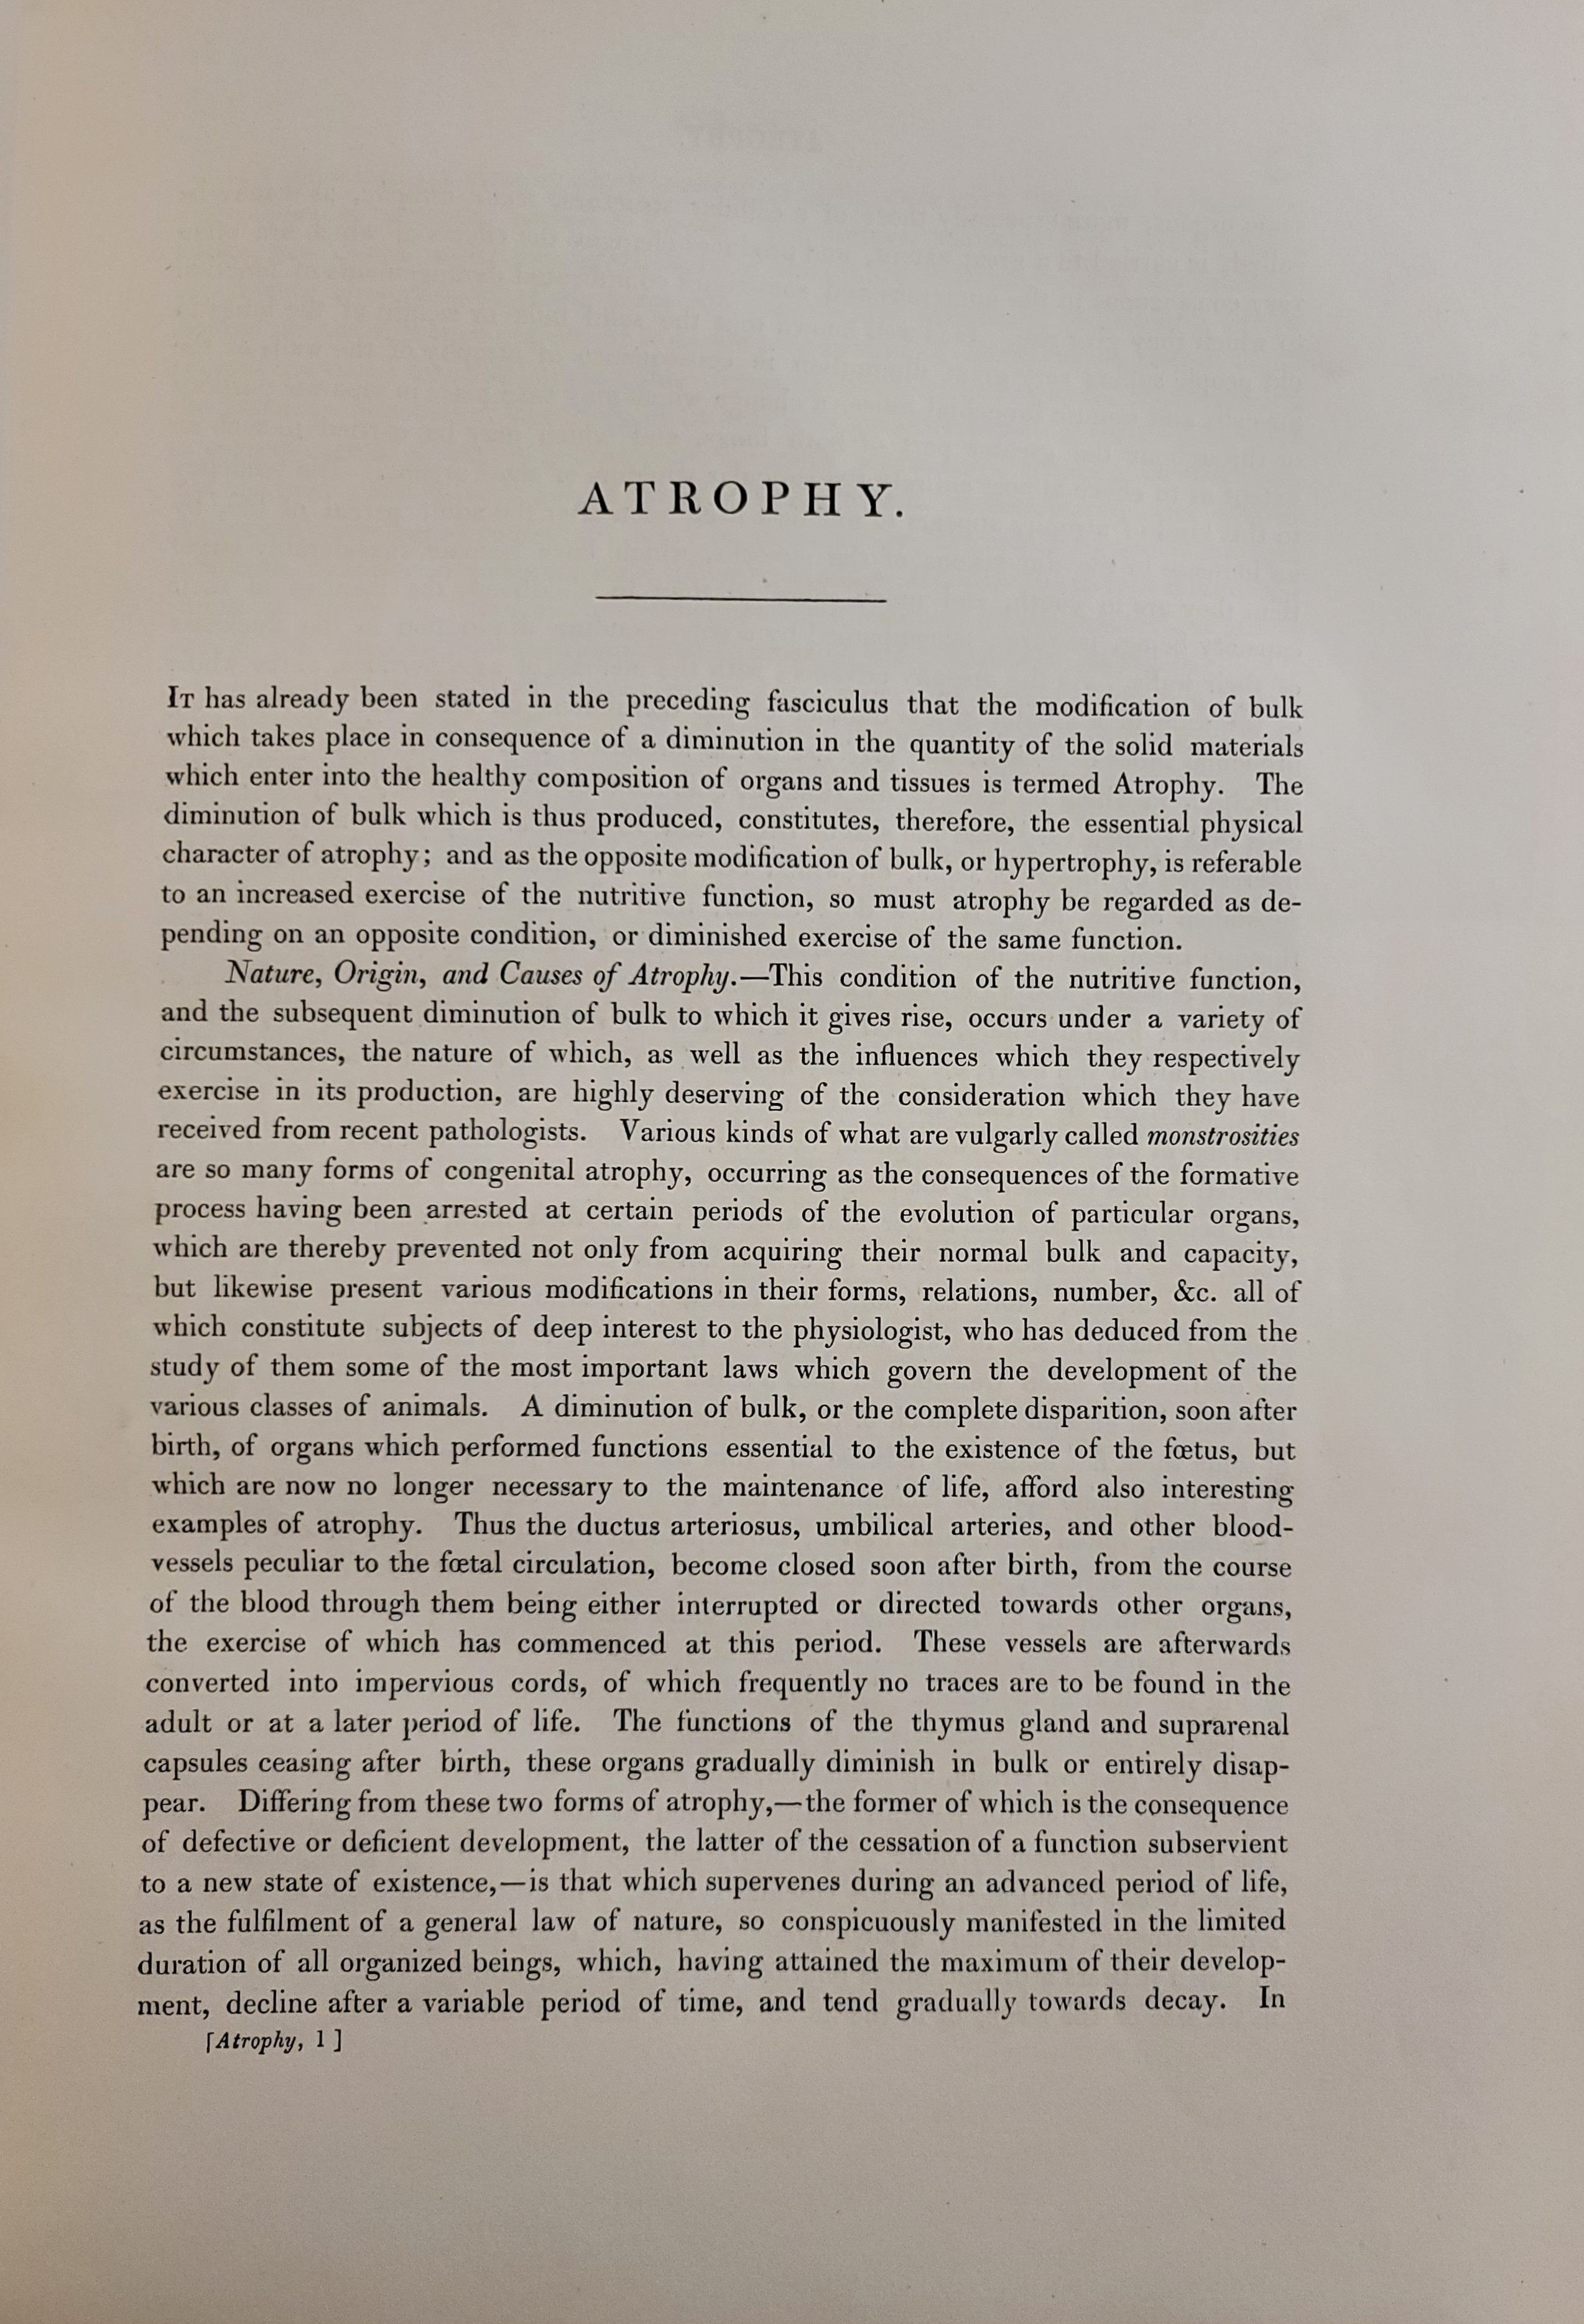 ATROPHY.
IT has already been stated in the preceding fasciculus that the modification of bulk
which takes place in consequence of a diminution in the quantity of the solid materials
which enter into the healthy composition of organs and tissues is termed Atrophy. The
diminution of bulk which is thus produced, constitutes, therefore, the essential physical
character of atrophy; and as the opposite modification of bulk, or hypertrophy, is referable
to an increased exercise of the nutritive function, so must atrophy be regarded as de-
pending on an opposite condition, or diminished exercise of the same function.
Nature, Origin, and Causes of Atrophy.—This condition of the nutritive function,
and the subsequent diminution of bulk to which it gives rise, occurs under a variety of
circumstances, the nature of which, as well as the influences which they respectively
exercise in its production, are highly deserving of the consideration which they have
received from recent pathologists. Various kinds of what are vulgarly called monstrosities
are so many forms of congenital atrophy, occurring as the consequences of the formative
process having been arrested at certain periods of the evolution of particular organs,
which are thereby prevented not only from acquiring their normal bulk and capacity,
but likewise present various modifications in their forms, relations, number, &c. all of
which constitute subjects of deep interest to the physiologist, who has deduced from the
study of them some of the most important laws which govern the development of the
various classes of animals. A diminution of bulk, or the complete disparition, soon after
birth, of organs which performed functions essential to the existence of the fœtus, but
which are now no longer necessary to the maintenance of life, afford also interesting
examples of atrophy. Thus the ductus arteriosus, umbilical arteries, and other blood-
vessels peculiar to the fœtal circulation, become closed soon after birth, from the course
of the blood through them being either interrupted or directed towards other organs,
the exercise of which has commenced at this period. These vessels are afterwards
converted into impervious cords, of which frequently no traces are to be found in the
adult or at a later period of life. The functions of the thymus gland and suprarenal
capsules ceasing after birth, these organs gradually diminish in bulk or entirely disap-
pear. Differing from these two forms of atrophy,—the former of which is the consequence
of defective or deficient development, the latter of the cessation of a function subservient
to a new state of existence,—is that which supervenes during an advanced period of life,
as the fulfilment of a general law of nature, so conspicuously manifested in the limited
duration of all organized beings, which, having attained the maximum of their develop-
ment, decline after a variable period of time, and tend gradually towards decay. In
[Atrophy, 1 ]